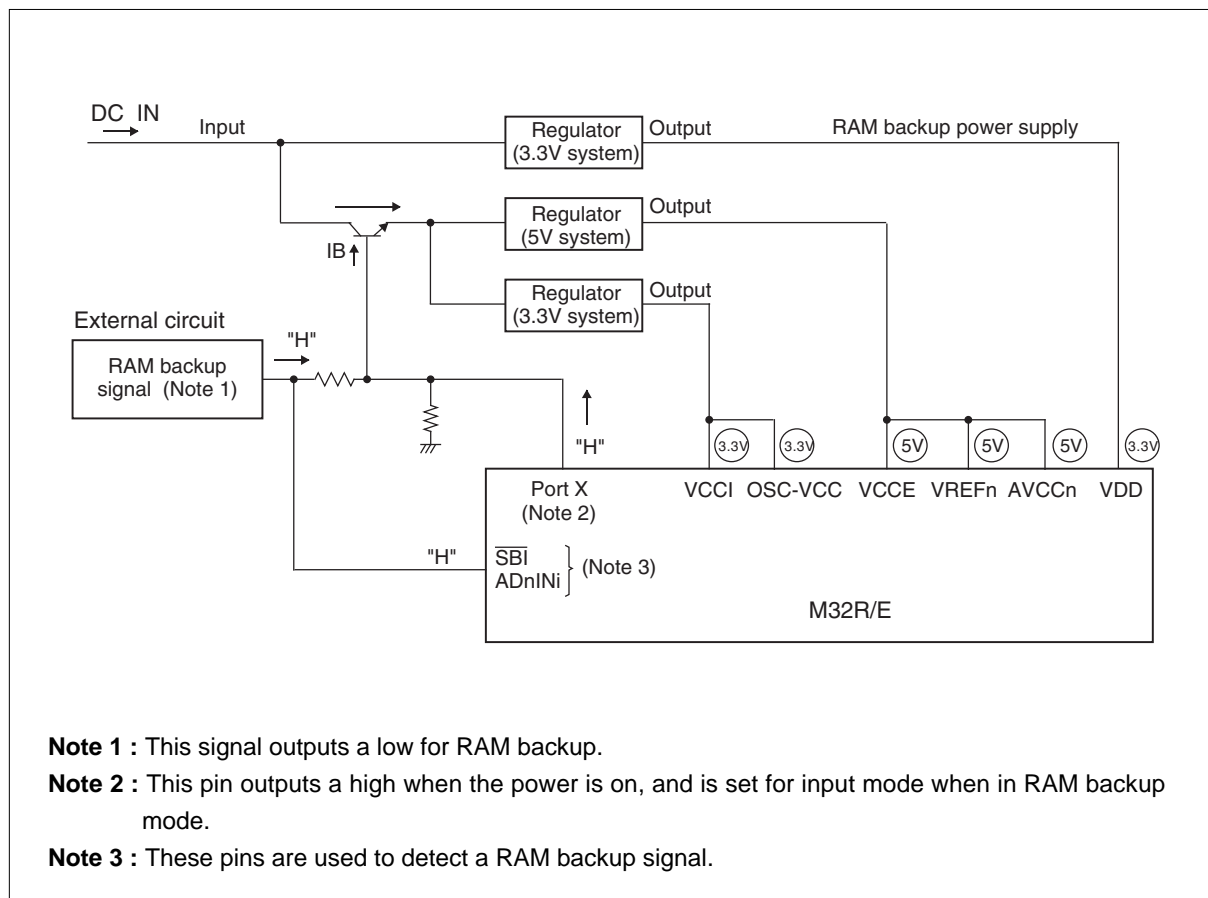 DC IN
Input
Regulator
(3.3V system)
Output
RAM backup power supply
Regulator
(5V system)
Output
IB
Regulator
(3.3V system)
Output
External circuit
RAM backup
signal (Note 1)
"H"
"H"
3.3V
3.3V
5V
5V
5V
3.3V
Port X
(Note 2)
VCCI
OSC-VCC
VCCE
VREFn
AVCCn
VDD
"H"
SBI
ADnINi
(Note 3)
M32R/E
Note 1 : This signal outputs a low for RAM backup.
Note 2 : This pin outputs a high when the power is on, and is set for input mode when in RAM backup
mode.
Note 3 : These pins are used to detect a RAM backup signal.